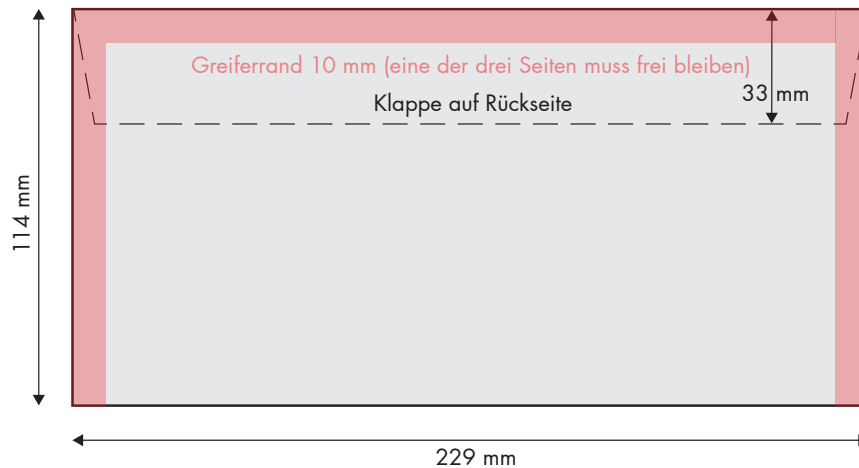 Greiferrand 10 mm (eine der drei Seiten muss frei bleiben)
33 mm
Klappe auf Rückseite
114 mm
229 mm